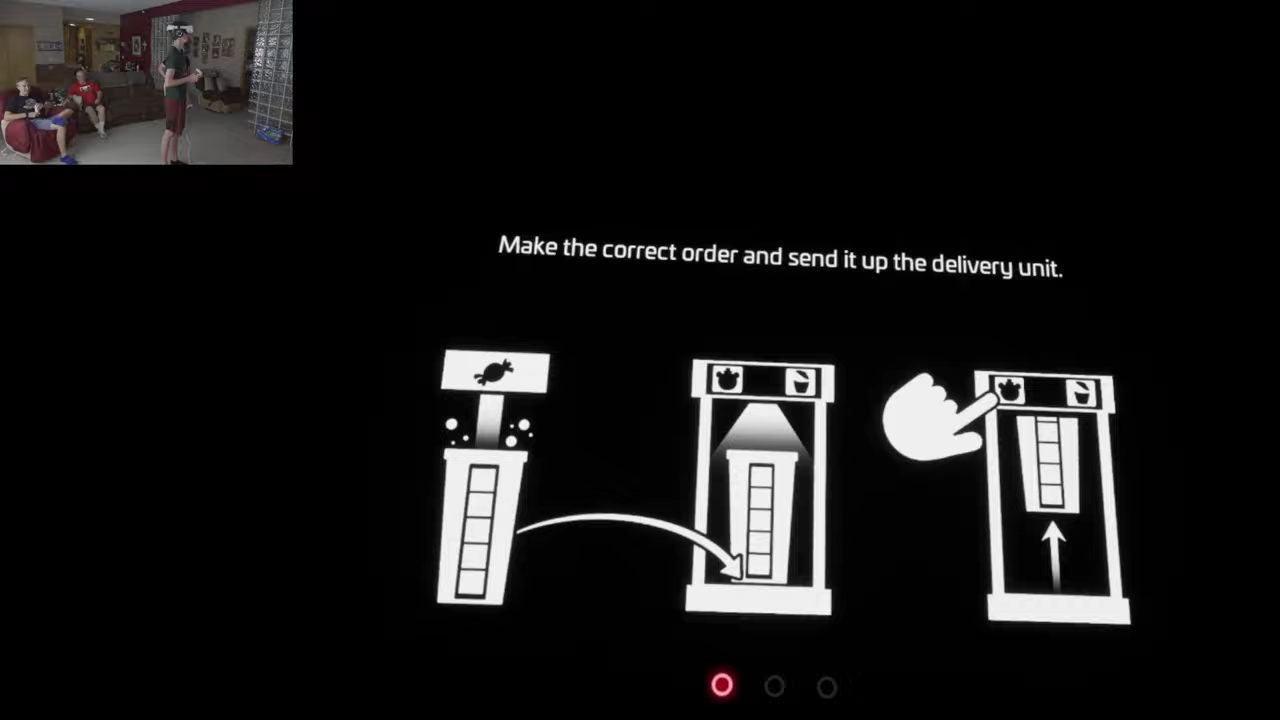 Make the correct order and send it up the delivery unit.